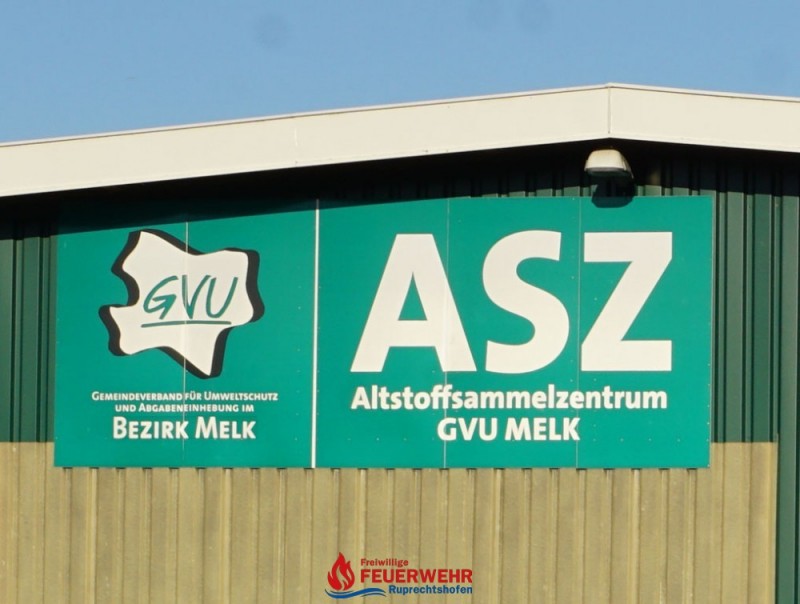 GVU
GEMEINDEVERBAND FÜR UMWELTSCHUTZ
UND ABGABENEINHEBUNG IM
BEZIRK MELK
ASZ
Altstoffsammelzentrum
GVU MELK
Freiwillige
FEUERWEHR
Ruprechtshofen